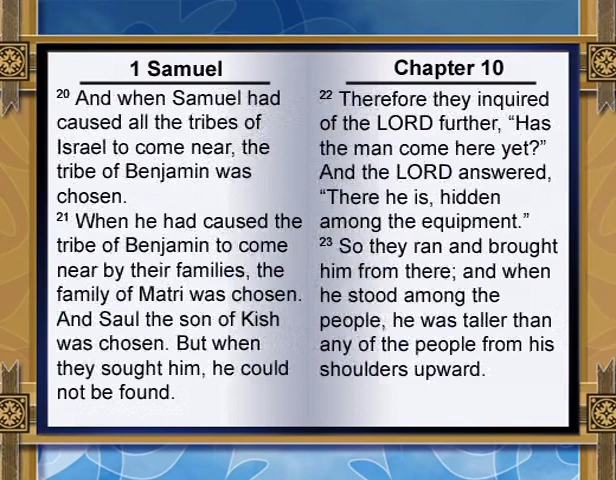 1 Samuel
20 And when Samuel had
caused all the tribes of
Israel to come near, the
tribe of Benjamin was
chosen.
21 When he had caused the
tribe of Benjamin to come
near by their families, the
family of Matri was chosen.
And Saul the son of Kish
was chosen. But when
they sought him, he could
not be found.
Chapter 10
22 Therefore they inquired
of the LORD further, “Has
the man come here yet?”
And the LORD answered,
“There he is, hidden
among the equipment.”
23 So they ran and brought
him from there; and when
he stood among the
people, he was taller than
any of the people from his
shoulders upward.